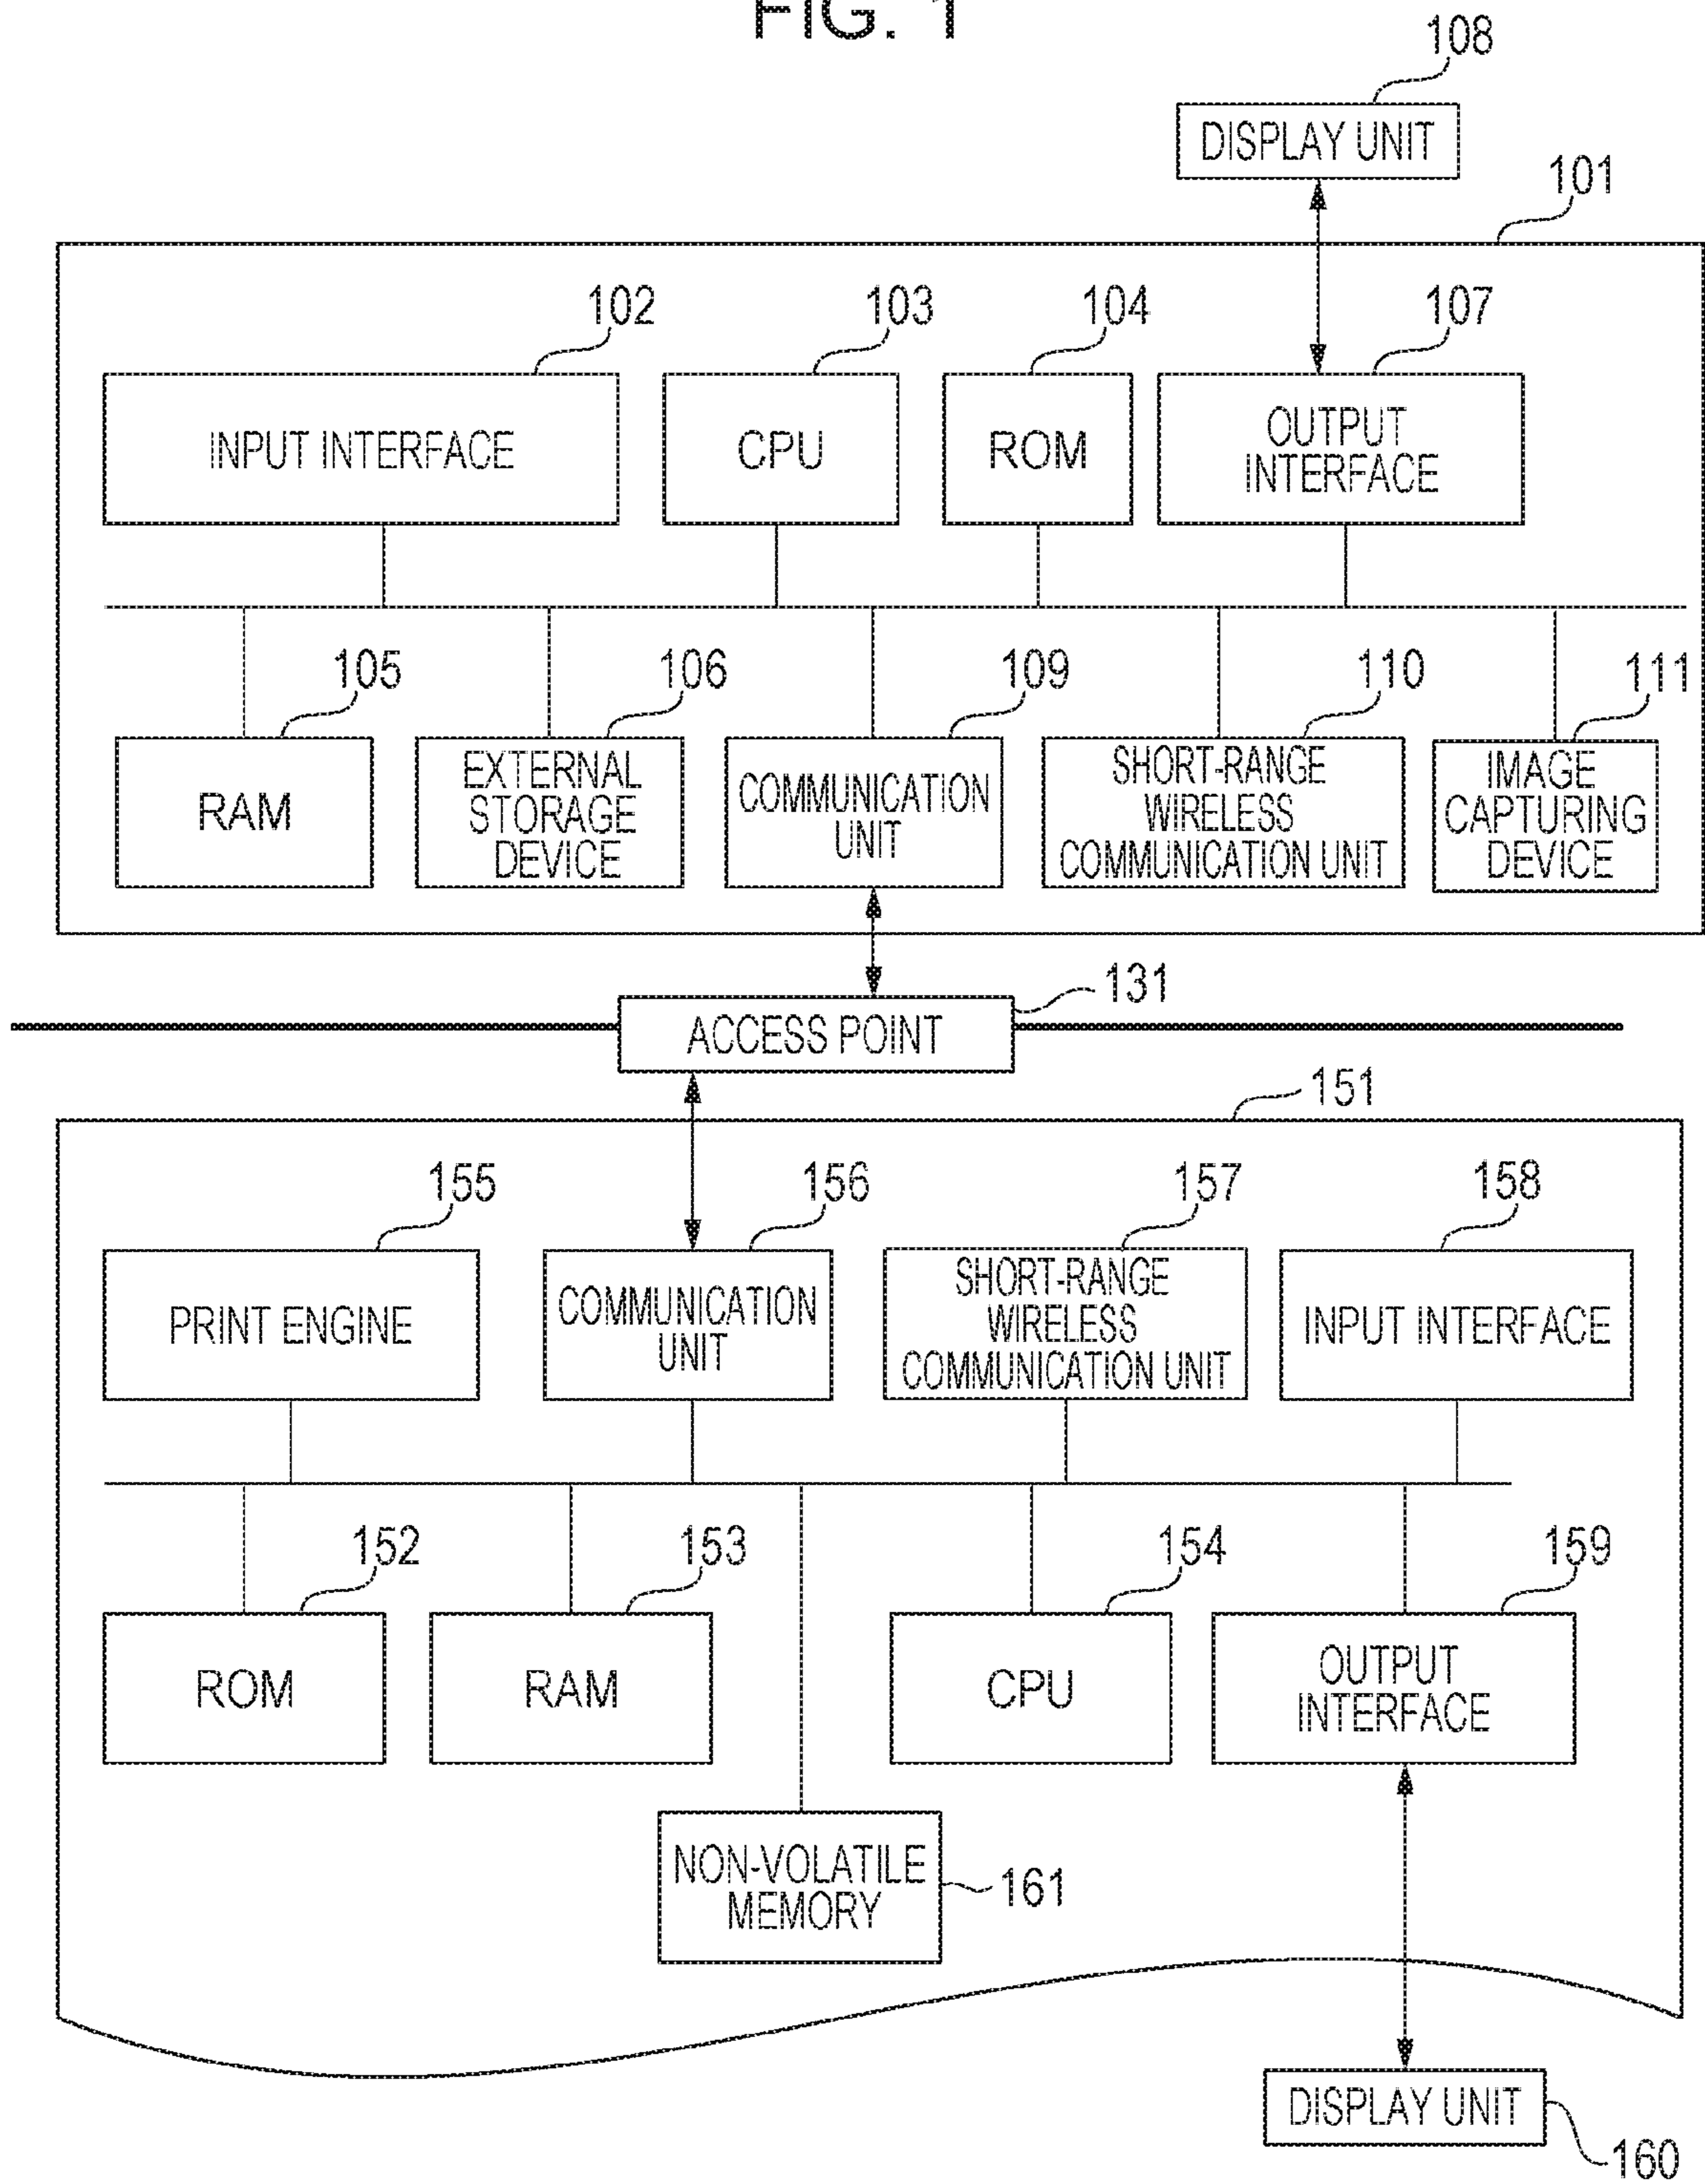 FIG. 1
108
DISPLAY UNIT
101
102
103
104
107
INPUT INTERFACE
CPU
ROM
OUTPUT
INTERFACE
105
106
109
110
111
RAM
EXTERNAL
STORAGE
DEVICE
COMMUNICATION
UNIT
SHORT-RANGE
WIRELESS
COMMUNICATION UNIT
IMAGE
CAPTURING
DEVICE
131
ACCESS POINT
151
155
156
157
158
PRINT ENGINE
COMMUNICATION
UNIT
SHORT-RANGE
WIRELESS
COMMUNICATION UNIT
INPUT INTERFACE
152
153
154
159
ROM
RAM
CPU
OUTPUT
INTERFACE
NON-VOLATILE
MEMORY
161
DISPLAY UNIT
160